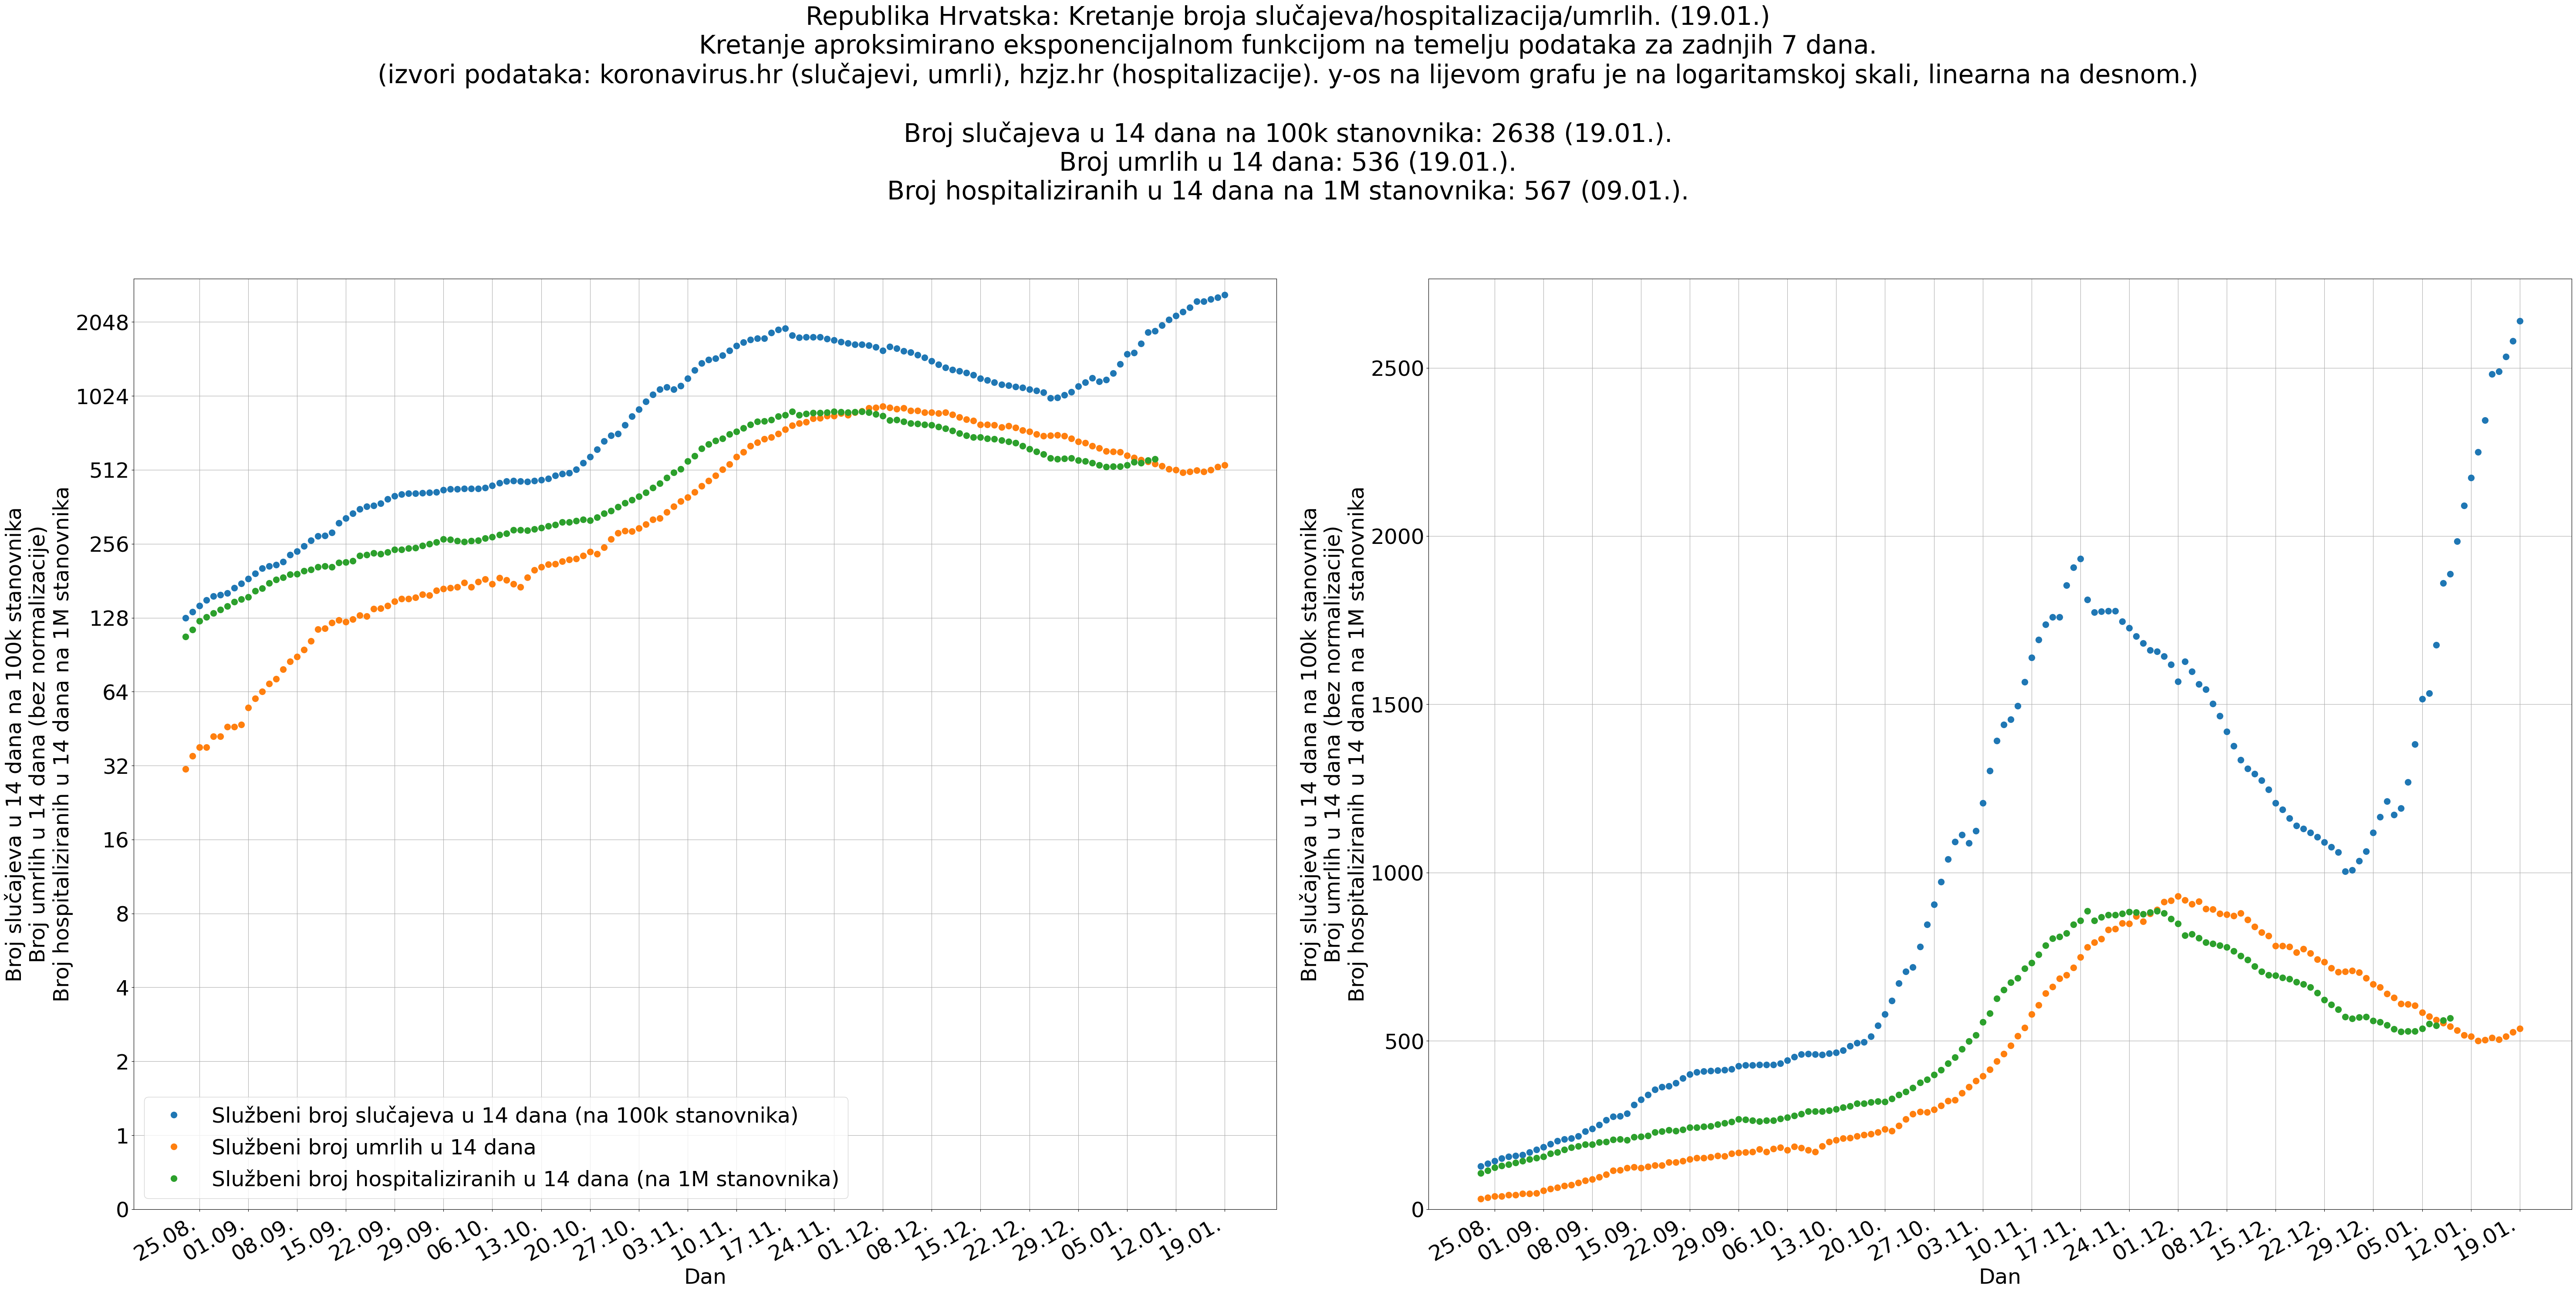 Republika Hrvatska: Kretanje broja slučajeva/hospitalizacija/umrlih. (19.01.)
Kretanje aproksimirano eksponencijalnom funkcijom na temelju podataka za zadnjih 7 dana.
(izvori podataka: koronavirus.hr (slučajevi, umrli), hzjz.hr (hospitalizacije). y-os na lijevom grafu je na logaritamskoj skali, linearna na desnom.)
Broj slučajeva u 14 dana na 100k stanovnika: 2638 (19.01.).
Broj umrlih u 14 dana: 536 (19.01.).
Broj hospitaliziranih u 14 dana na 1M stanovnika: 567 (09.01.).
Broj slučajeva u 14 dana na 100k stanovnika
Broj umrlih u 14 dana (bez normalizacije)
Broj hospitaliziranih u 14 dana na 1M stanovnika
2048
1024
512
256
128
64
32
16
8
4
2
1
0
Službeni broj slučajeva u 14 dana (na 100k stanovnika)
Službeni broj umrlih u 14 dana
Službeni broj hospitaliziranih u 14 dana (na 1M stanovnika)
25.08. 01.09. 08.09. 15.09. 22.09. 29.09. 06.10. 13.10. 20.10. 27.10. 03.11. 10.11. 17.11. 24.11. 01.12. 08.12. 15.12. 22.12. 29.12. 05.01. 12.01. 19.01.
Dan
Broj slučajeva u 14 dana na 100k stanovnika
Broj umrlih u 14 dana (bez normalizacije)
Broj hospitaliziranih u 14 dana na 1M stanovnika
2500
2000
1500
1000
500
0
25.08. 01.09. 08.09. 15.09. 22.09. 29.09. 06.10. 13.10. 20.10. 27.10. 03.11. 10.11. 17.11. 24.11. 01.12. 08.12. 15.12. 22.12. 29.12. 05.01. 12.01. 19.01.
Dan